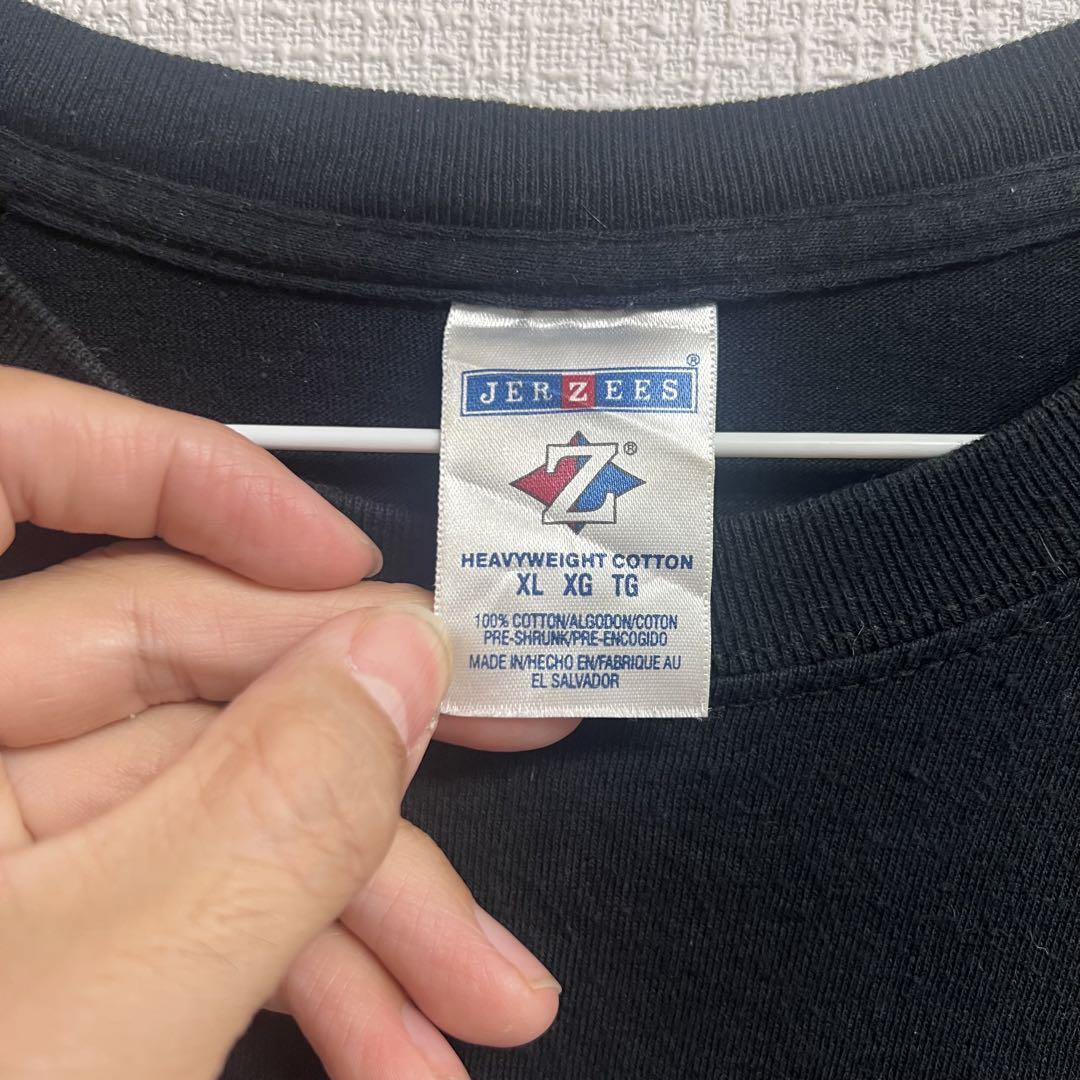 JERZEES®
Z®
HEAVYWEIGHT COTTON
XL XG TG
100% COTTON/ALGODON/COTON
PRE-SHRUNK/PRE-ENCOGIDO
MADE IN/HECHO EN/FABRIQUE AU
EL SALVADOR